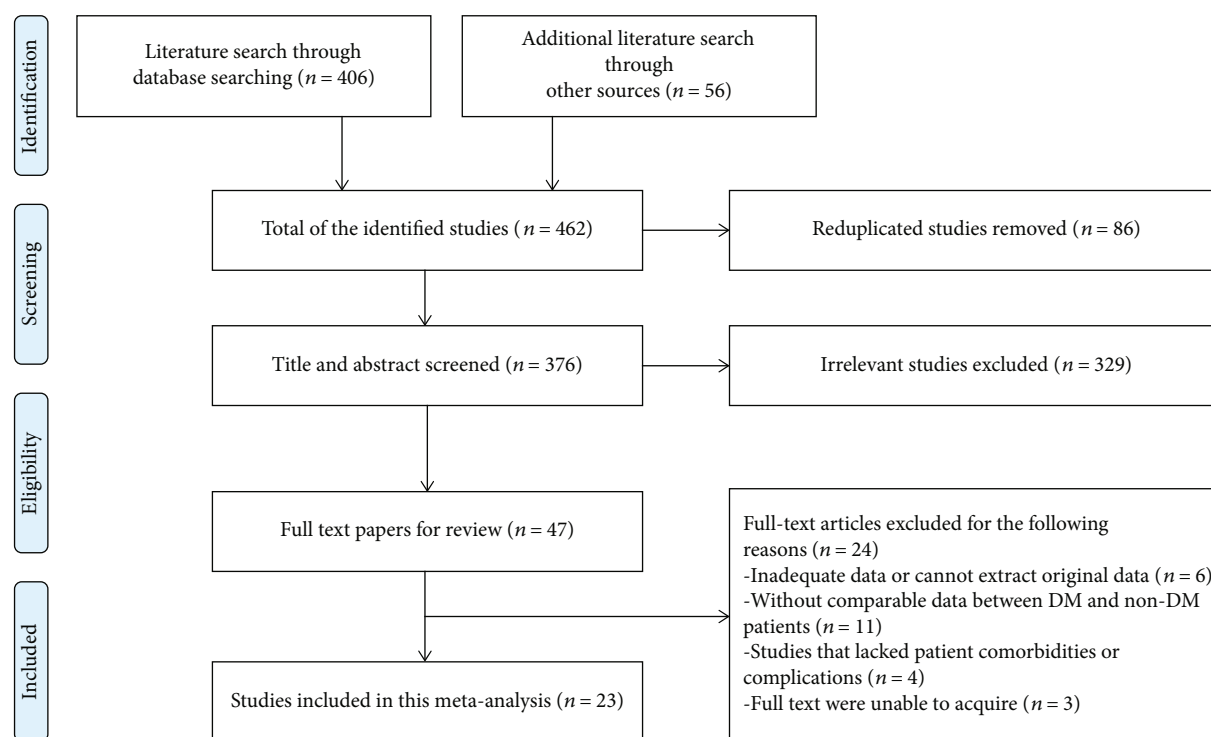 Identification
Literature search through
database searching (n = 406)
Additional literature search
through
other sources (n = 56)
Screening
Total of the identified studies (n = 462)
Reduplicated studies removed (n = 86)
Title and abstract screened (n = 376)
Irrelevant studies excluded (n = 329)
Eligibility
Full text papers for review (n = 47)
Full-text articles excluded for the following
reasons (n = 24)
-Inadequate data or cannot extract original data (n = 6)
-Without comparable data between DM and non-DM
patients (n = 11)
-Studies that lacked patient comorbidities or
complications (n = 4)
-Full text were unable to acquire (n = 3)
Included
Studies included in this meta-analysis (n = 23)